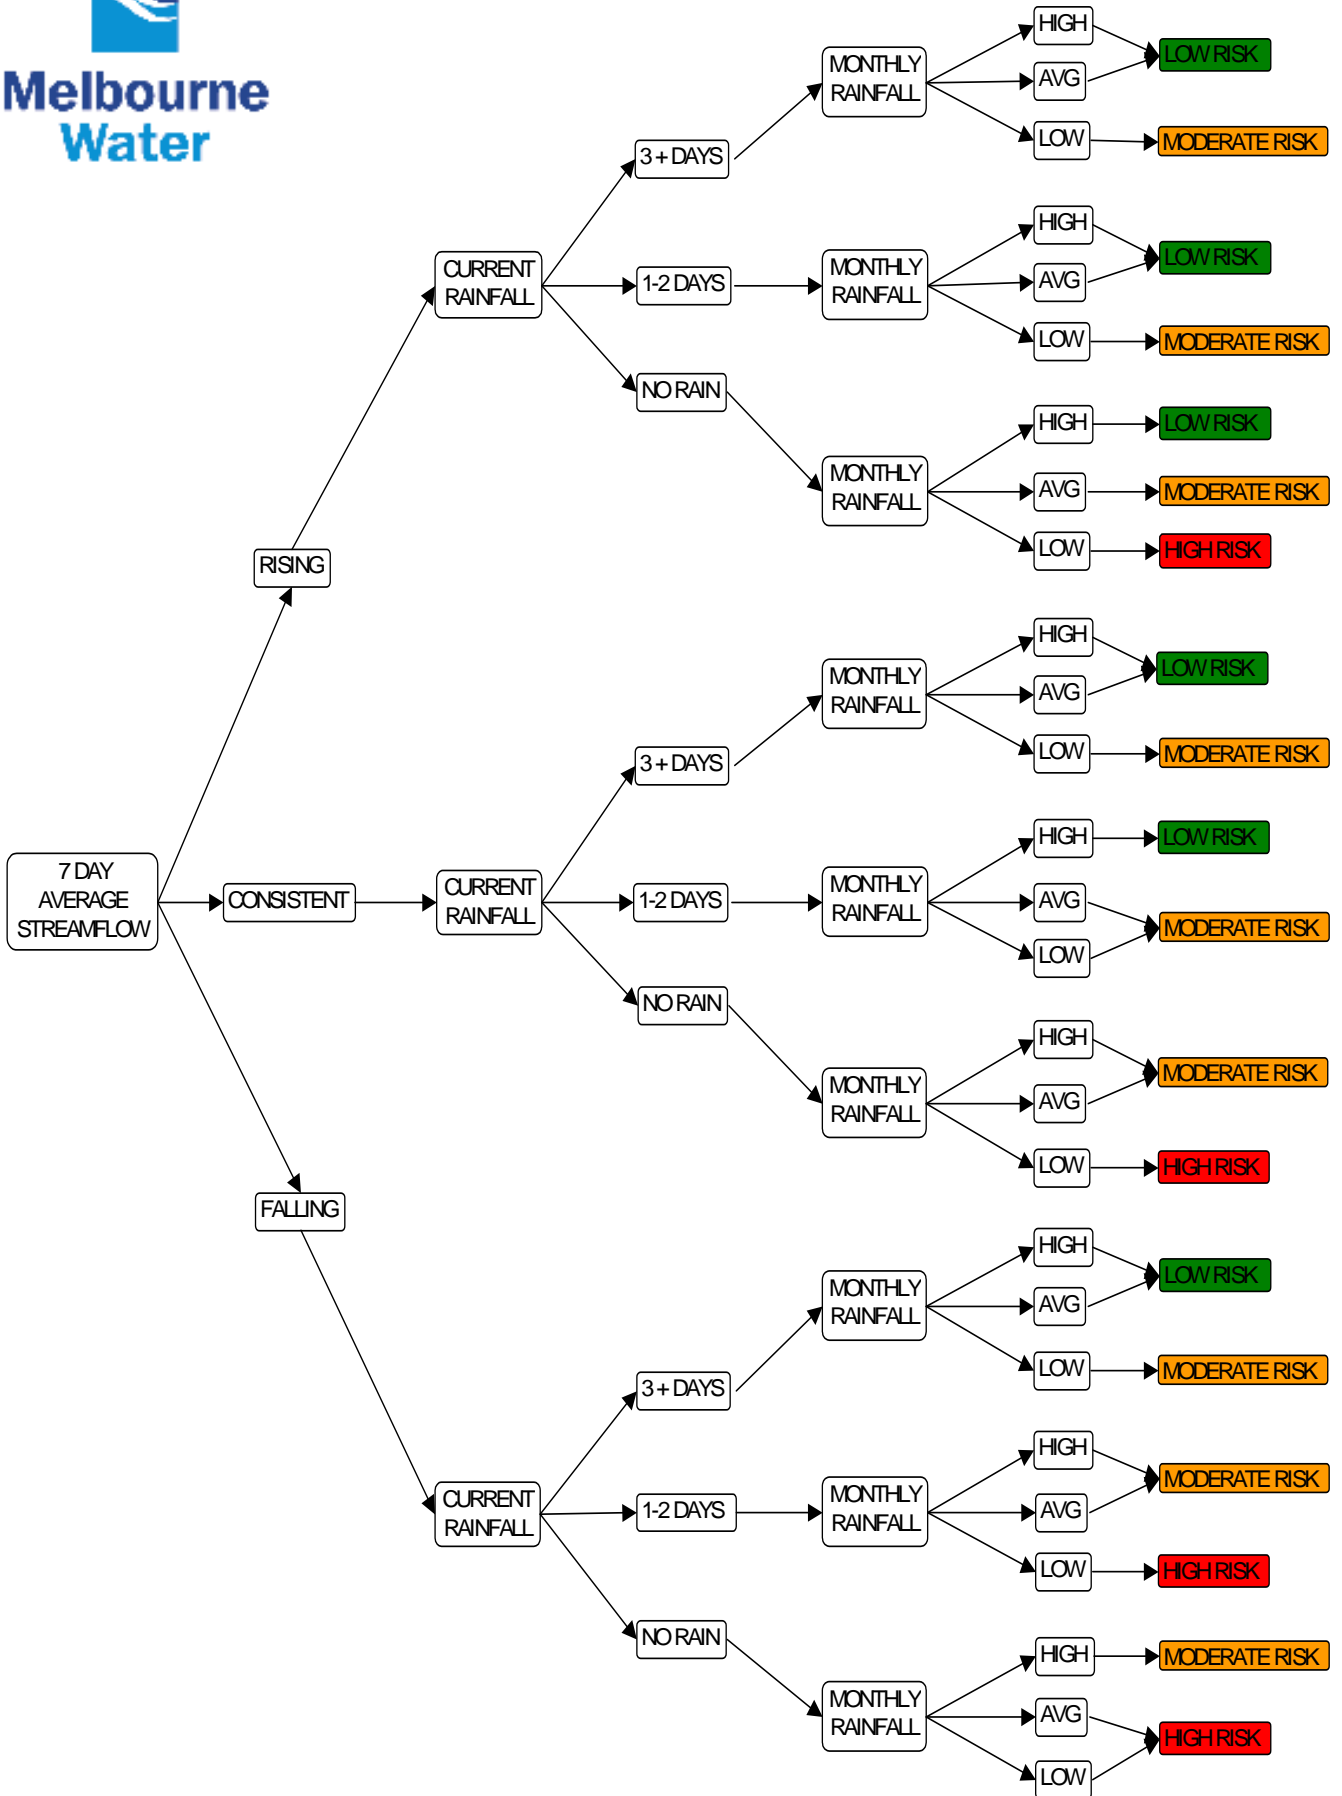 Melbourne
Water
7 DAY
AVERAGE
STREAMFLOW
RISING
CURRENT
RAINFALL
3 + DAYS
MONTHLY
RAINFALL
HIGH
AVG
LOW RISK
LOW
MODERATE RISK
1-2 DAYS
MONTHLY
RAINFALL
HIGH
AVG
LOW RISK
LOW
MODERATE RISK
NO RAIN
MONTHLY
RAINFALL
HIGH
LOW RISK
AVG
MODERATE RISK
LOW
HIGH RISK
CONSISTENT
CURRENT
RAINFALL
3 + DAYS
MONTHLY
RAINFALL
HIGH
AVG
LOW RISK
LOW
MODERATE RISK
1-2 DAYS
MONTHLY
RAINFALL
HIGH
LOW RISK
AVG
LOW
MODERATE RISK
NO RAIN
MONTHLY
RAINFALL
HIGH
AVG
MODERATE RISK
LOW
HIGH RISK
FALLING
CURRENT
RAINFALL
3 + DAYS
MONTHLY
RAINFALL
HIGH
AVG
LOW RISK
LOW
MODERATE RISK
1-2 DAYS
MONTHLY
RAINFALL
HIGH
AVG
MODERATE RISK
LOW
HIGH RISK
NO RAIN
MONTHLY
RAINFALL
HIGH
MODERATE RISK
AVG
LOW
HIGH RISK